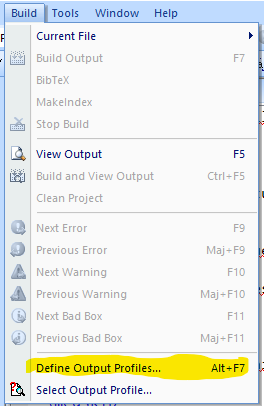 Build Tools Window Help
Current File
Build Output F7
BibTeX
MakeIndex
Stop Build
View Output F5
Build and View Output Ctrl+F5
Clean Project
Next Error F9
Previous Error Maj+F9
Next Warning F10
Previous Warning Maj+F10
Next Bad Box F11
Previous Bad Box Maj+F11
Define Output Profiles... Alt+F7
Select Output Profile...